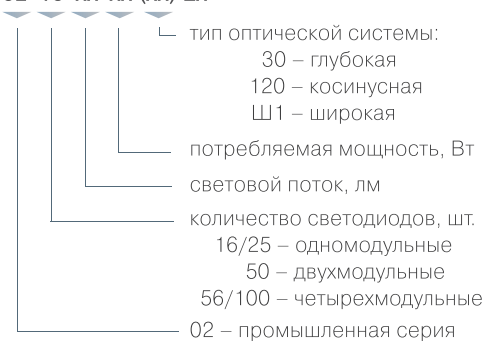 тип оптической системы:
30 – глубокая
120 – косинусная
Ш1 – широкая
потребляемая мощность, Вт
световой поток, лм
количество светодиодов, шт.
16/25 – одномодульные
50 – двухмодульные
56/100 – четырехмодульные
02 – промышленная серия